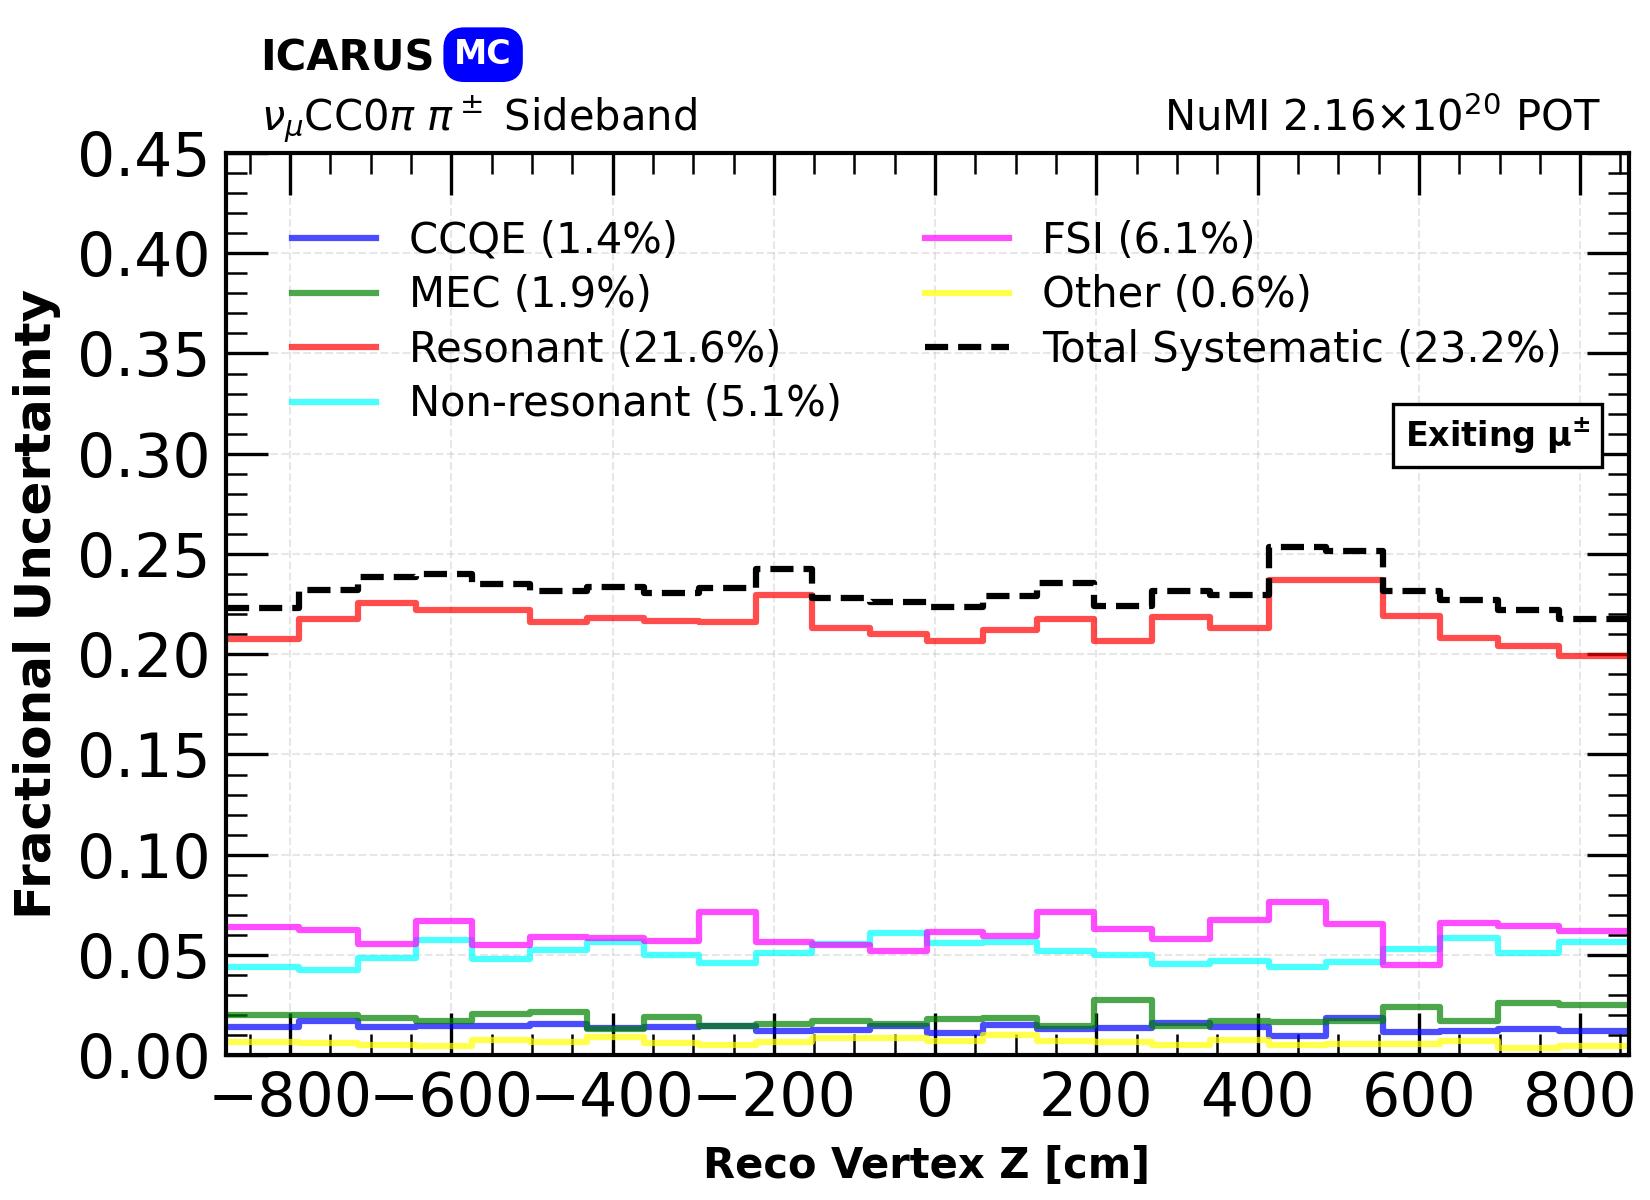 ICARUS MC
νμCC0π π± Sideband
NuMI 2.16×10²⁰ POT
0.45
0.40
0.35
0.30
0.25
0.20
0.15
0.10
0.05
0.00
Fractional Uncertainty
CCQE (1.4%)
MEC (1.9%)
Resonant (21.6%)
Non-resonant (5.1%)
FSI (6.1%)
Other (0.6%)
Total Systematic (23.2%)
Exiting μ±
−800 −600 −400 −200 0 200 400 600 800
Reco Vertex Z [cm]